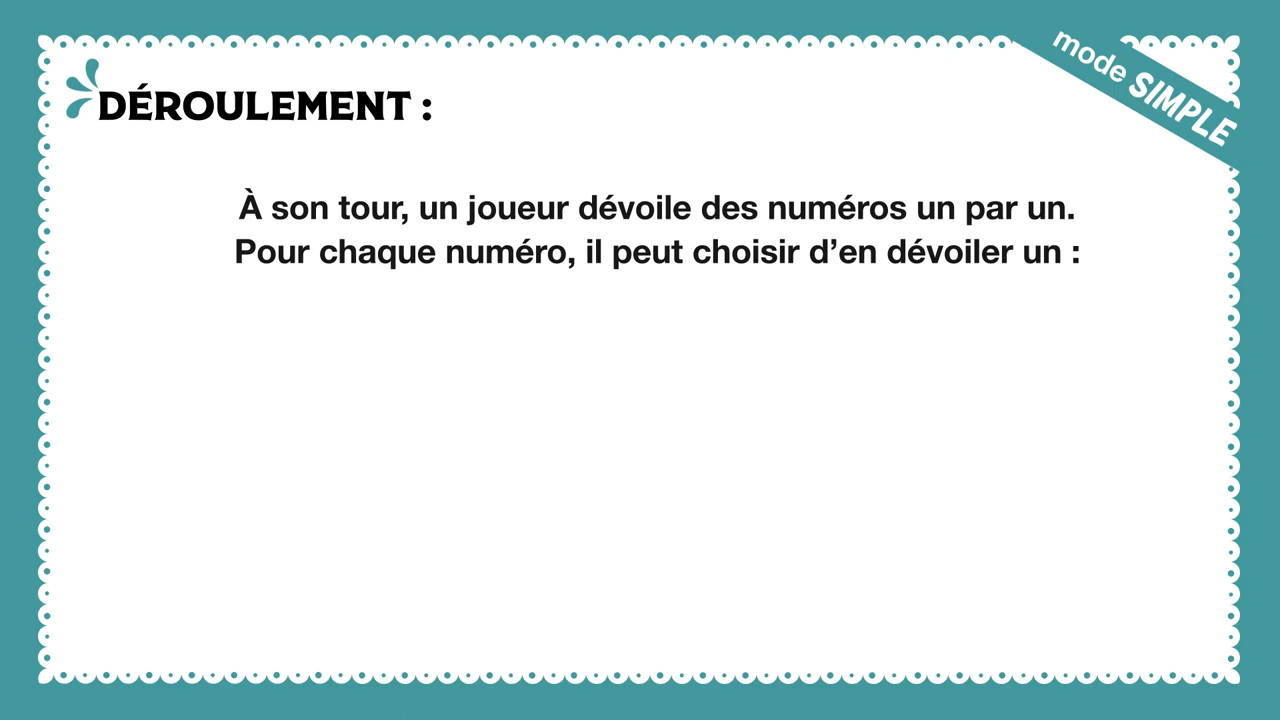 mode SIMPLE
DÉROULEMENT :
À son tour, un joueur dévoile des numéros un par un.
Pour chaque numéro, il peut choisir d’en dévoiler un :